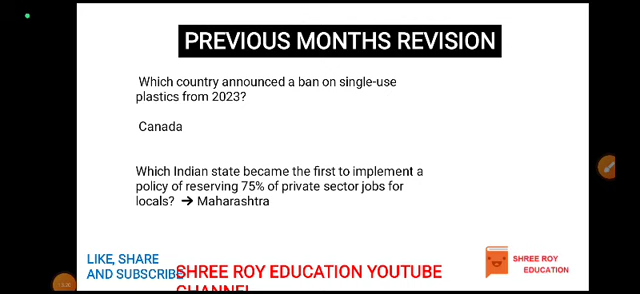 PREVIOUS MONTHS REVISION
Which country announced a ban on single-use
plastics from 2023?
Canada
Which Indian state became the first to implement a
policy of reserving 75% of private sector jobs for
locals? → Maharashtra
LIKE, SHARE
AND SUBSCRIBE
SHREE ROY EDUCATION YOUTUBE
CHANNEL
SHREE ROY
EDUCATION